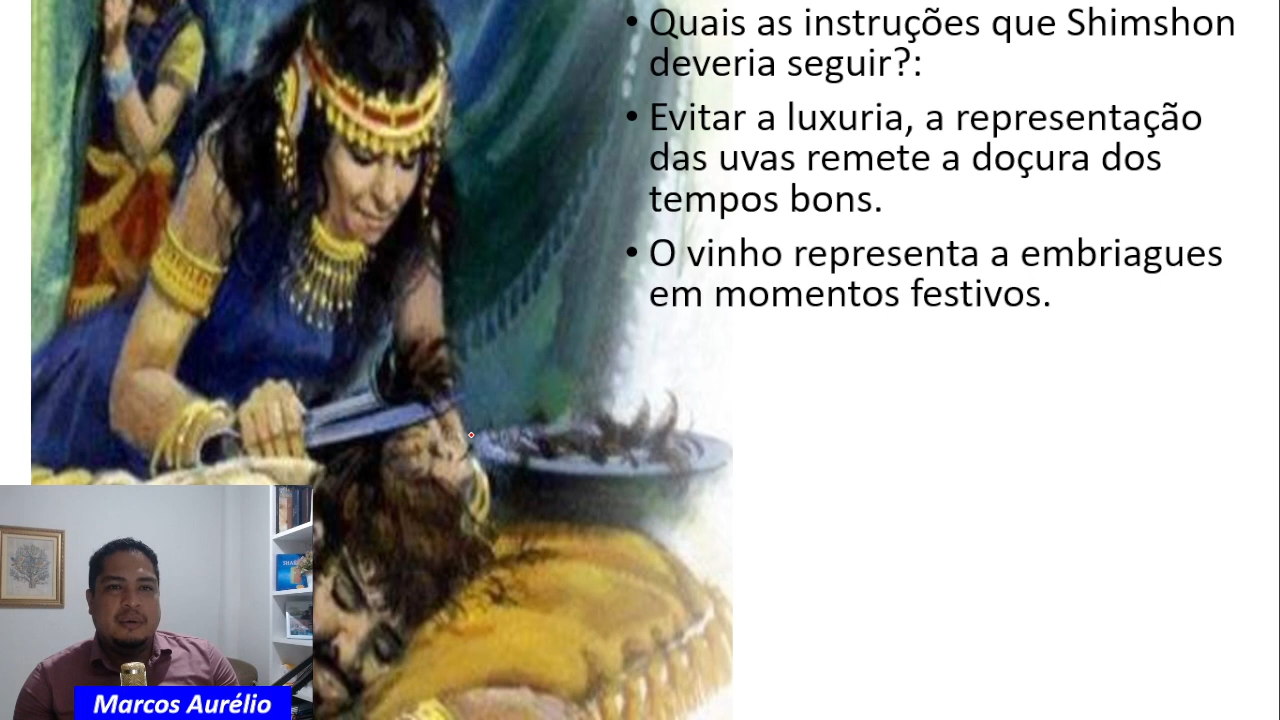 • Quais as instruções que Shimshon
deveria seguir?:
• Evitar a luxuria, a representação
das uvas remete a doçura dos
tempos bons.
• O vinho representa a embriagues
em momentos festivos.
Marcos Aurélio